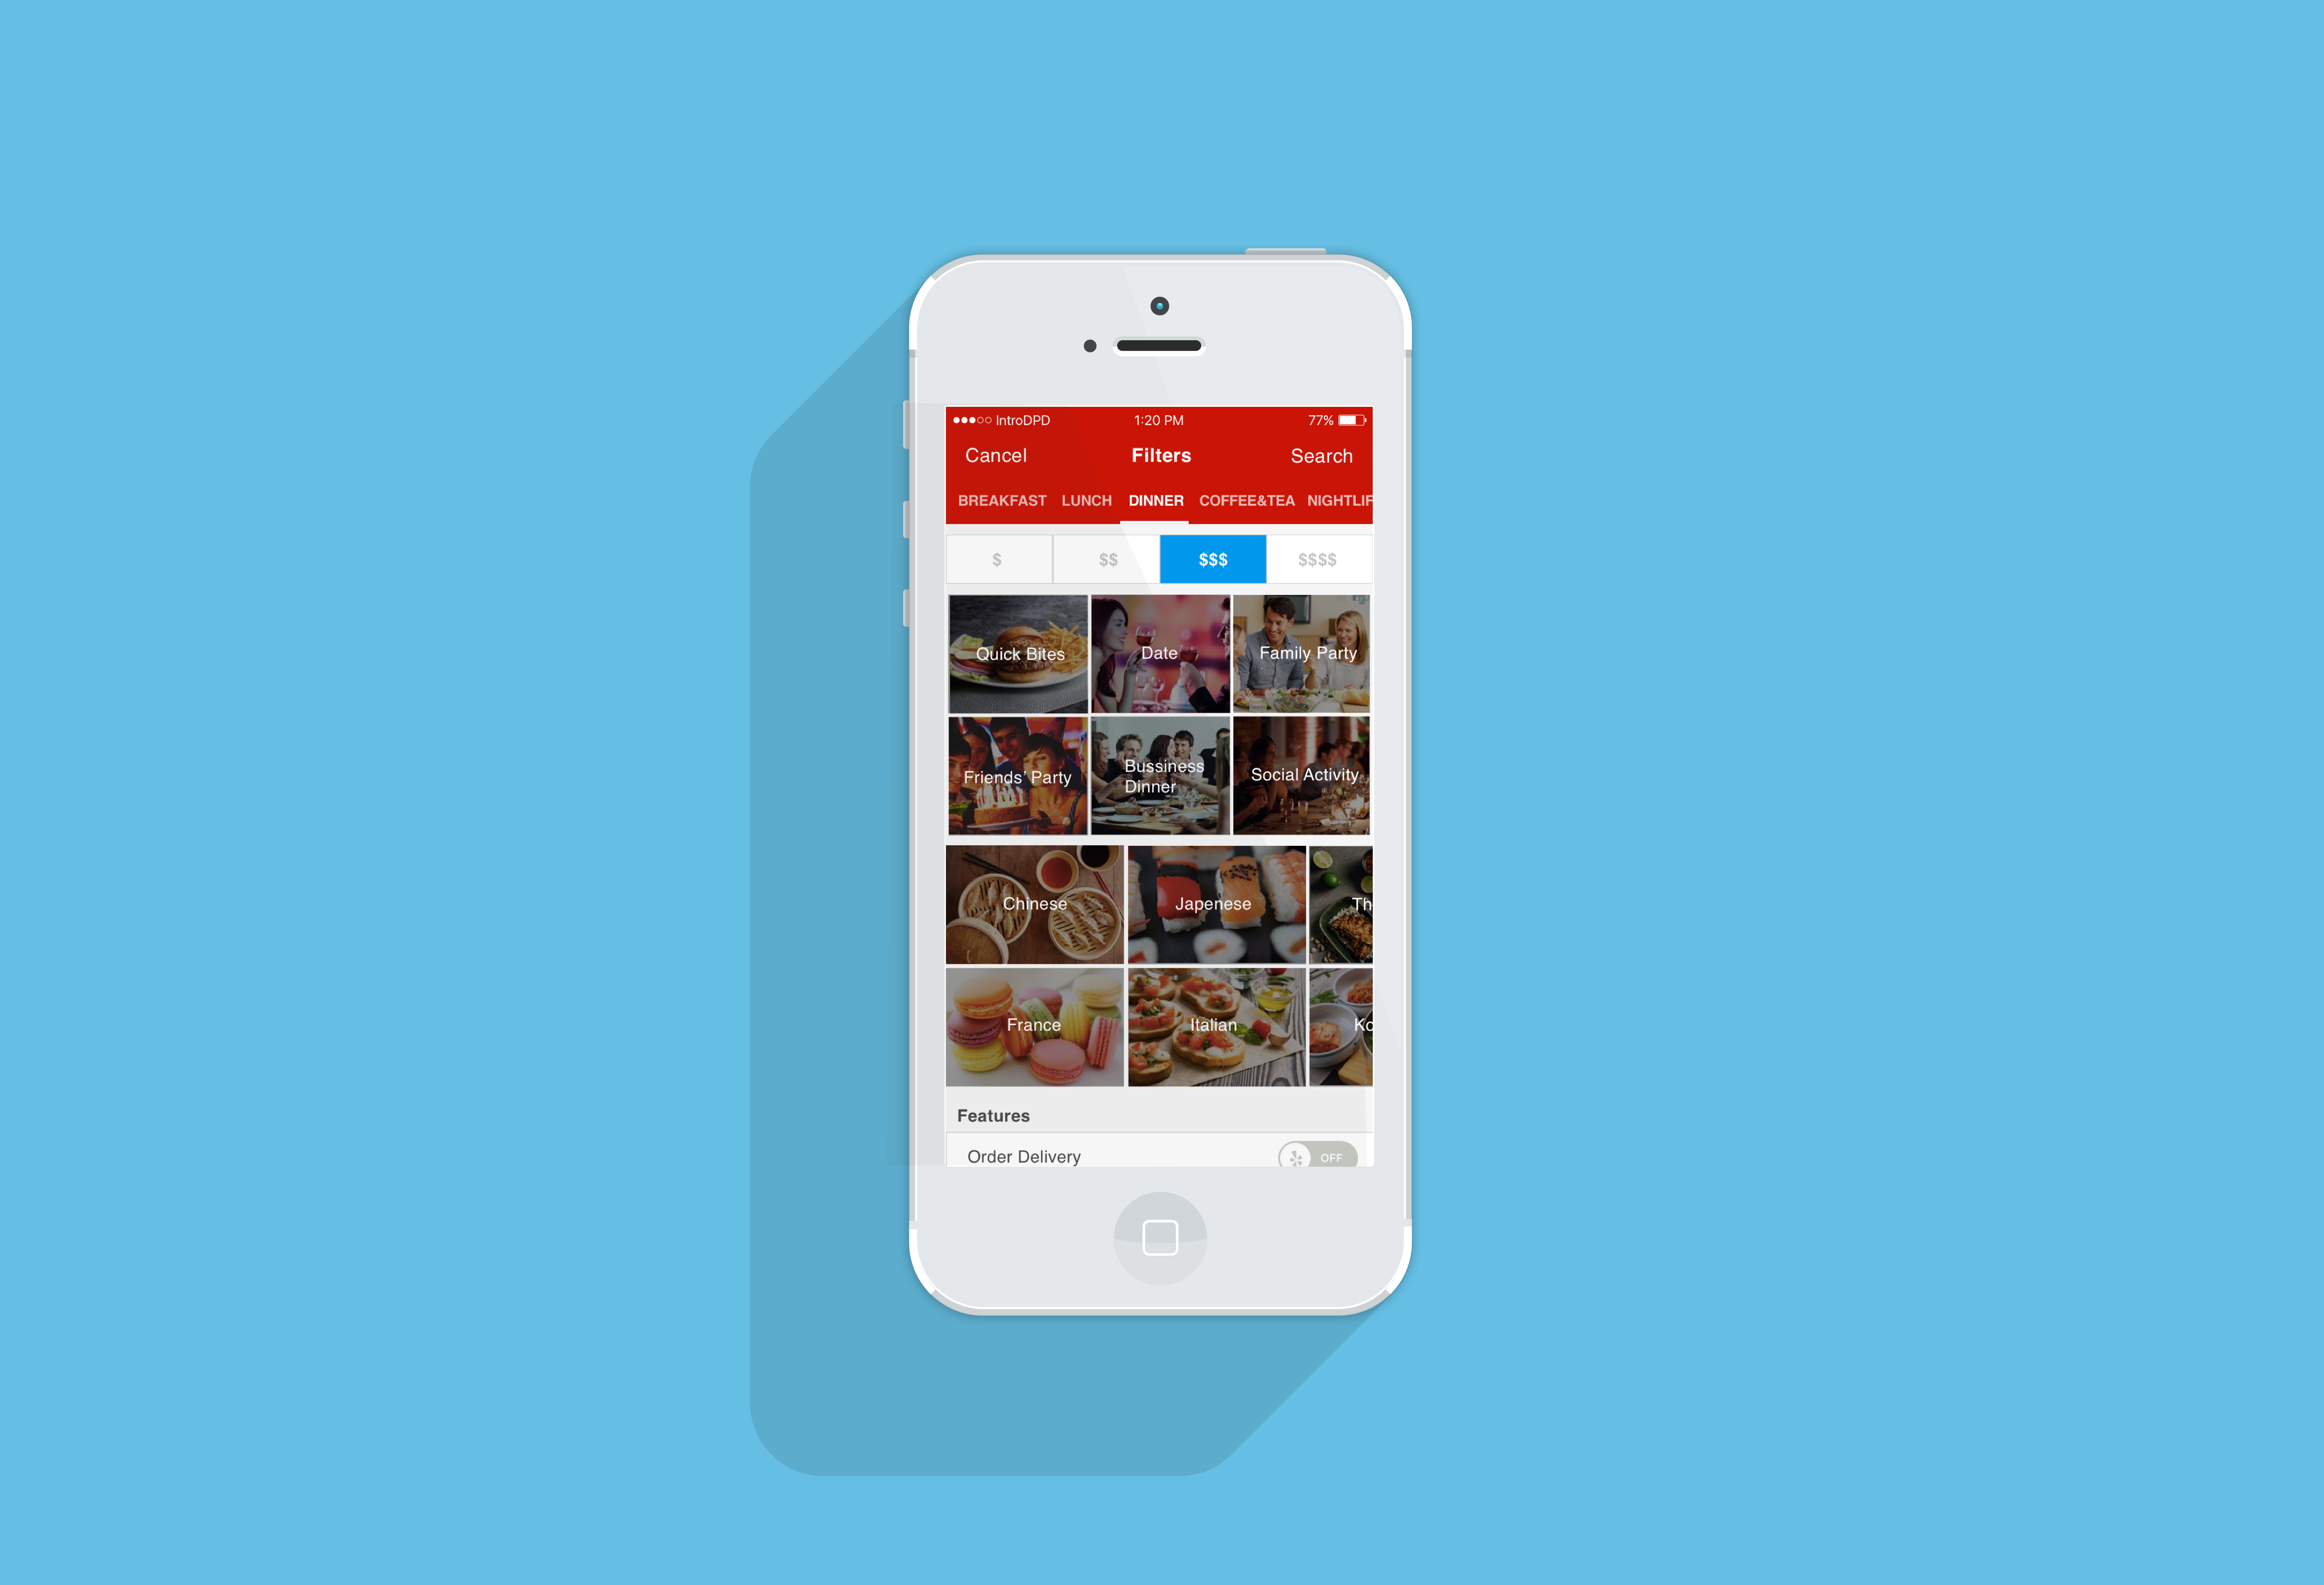 IntroDPD 1:20 PM 77%
Cancel Filters Search
BREAKFAST LUNCH DINNER COFFEE&TEA NIGHTLIF
$ $$ $$$ $$$$
Quick Bites Date Family Party
Friends’ Party Bussiness Dinner Social Activity
Chinese Japenese Th
France Italian Ko
Features
Order Delivery OFF